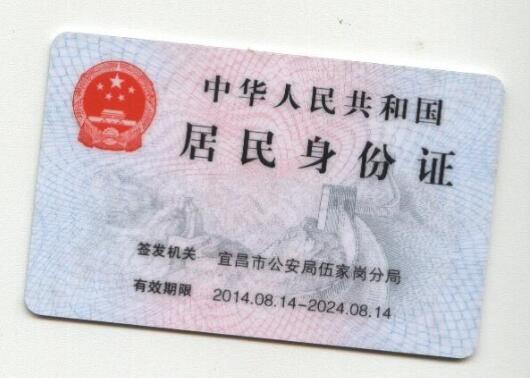 中华人民共和国
居民身份证
签发机关 宜昌市公安局伍家岗分局
有效期限 2014.08.14-2024.08.14